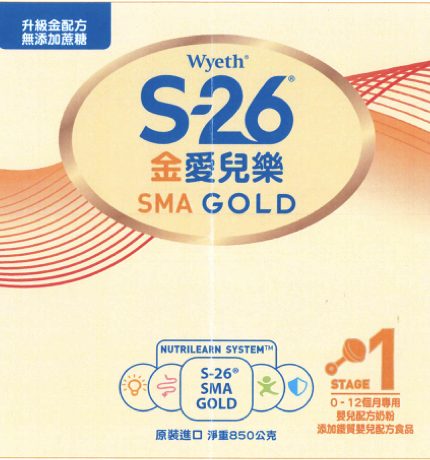 升級金配方
無添加蔗糖
Wyeth®
S-26®
金愛兒樂
SMA GOLD
NUTRILEARN SYSTEM™
S-26®
SMA
GOLD
STAGE 1
0-12個月專用
嬰兒配方奶粉
添加鐵質嬰兒配方食品
原裝進口 淨重850公克